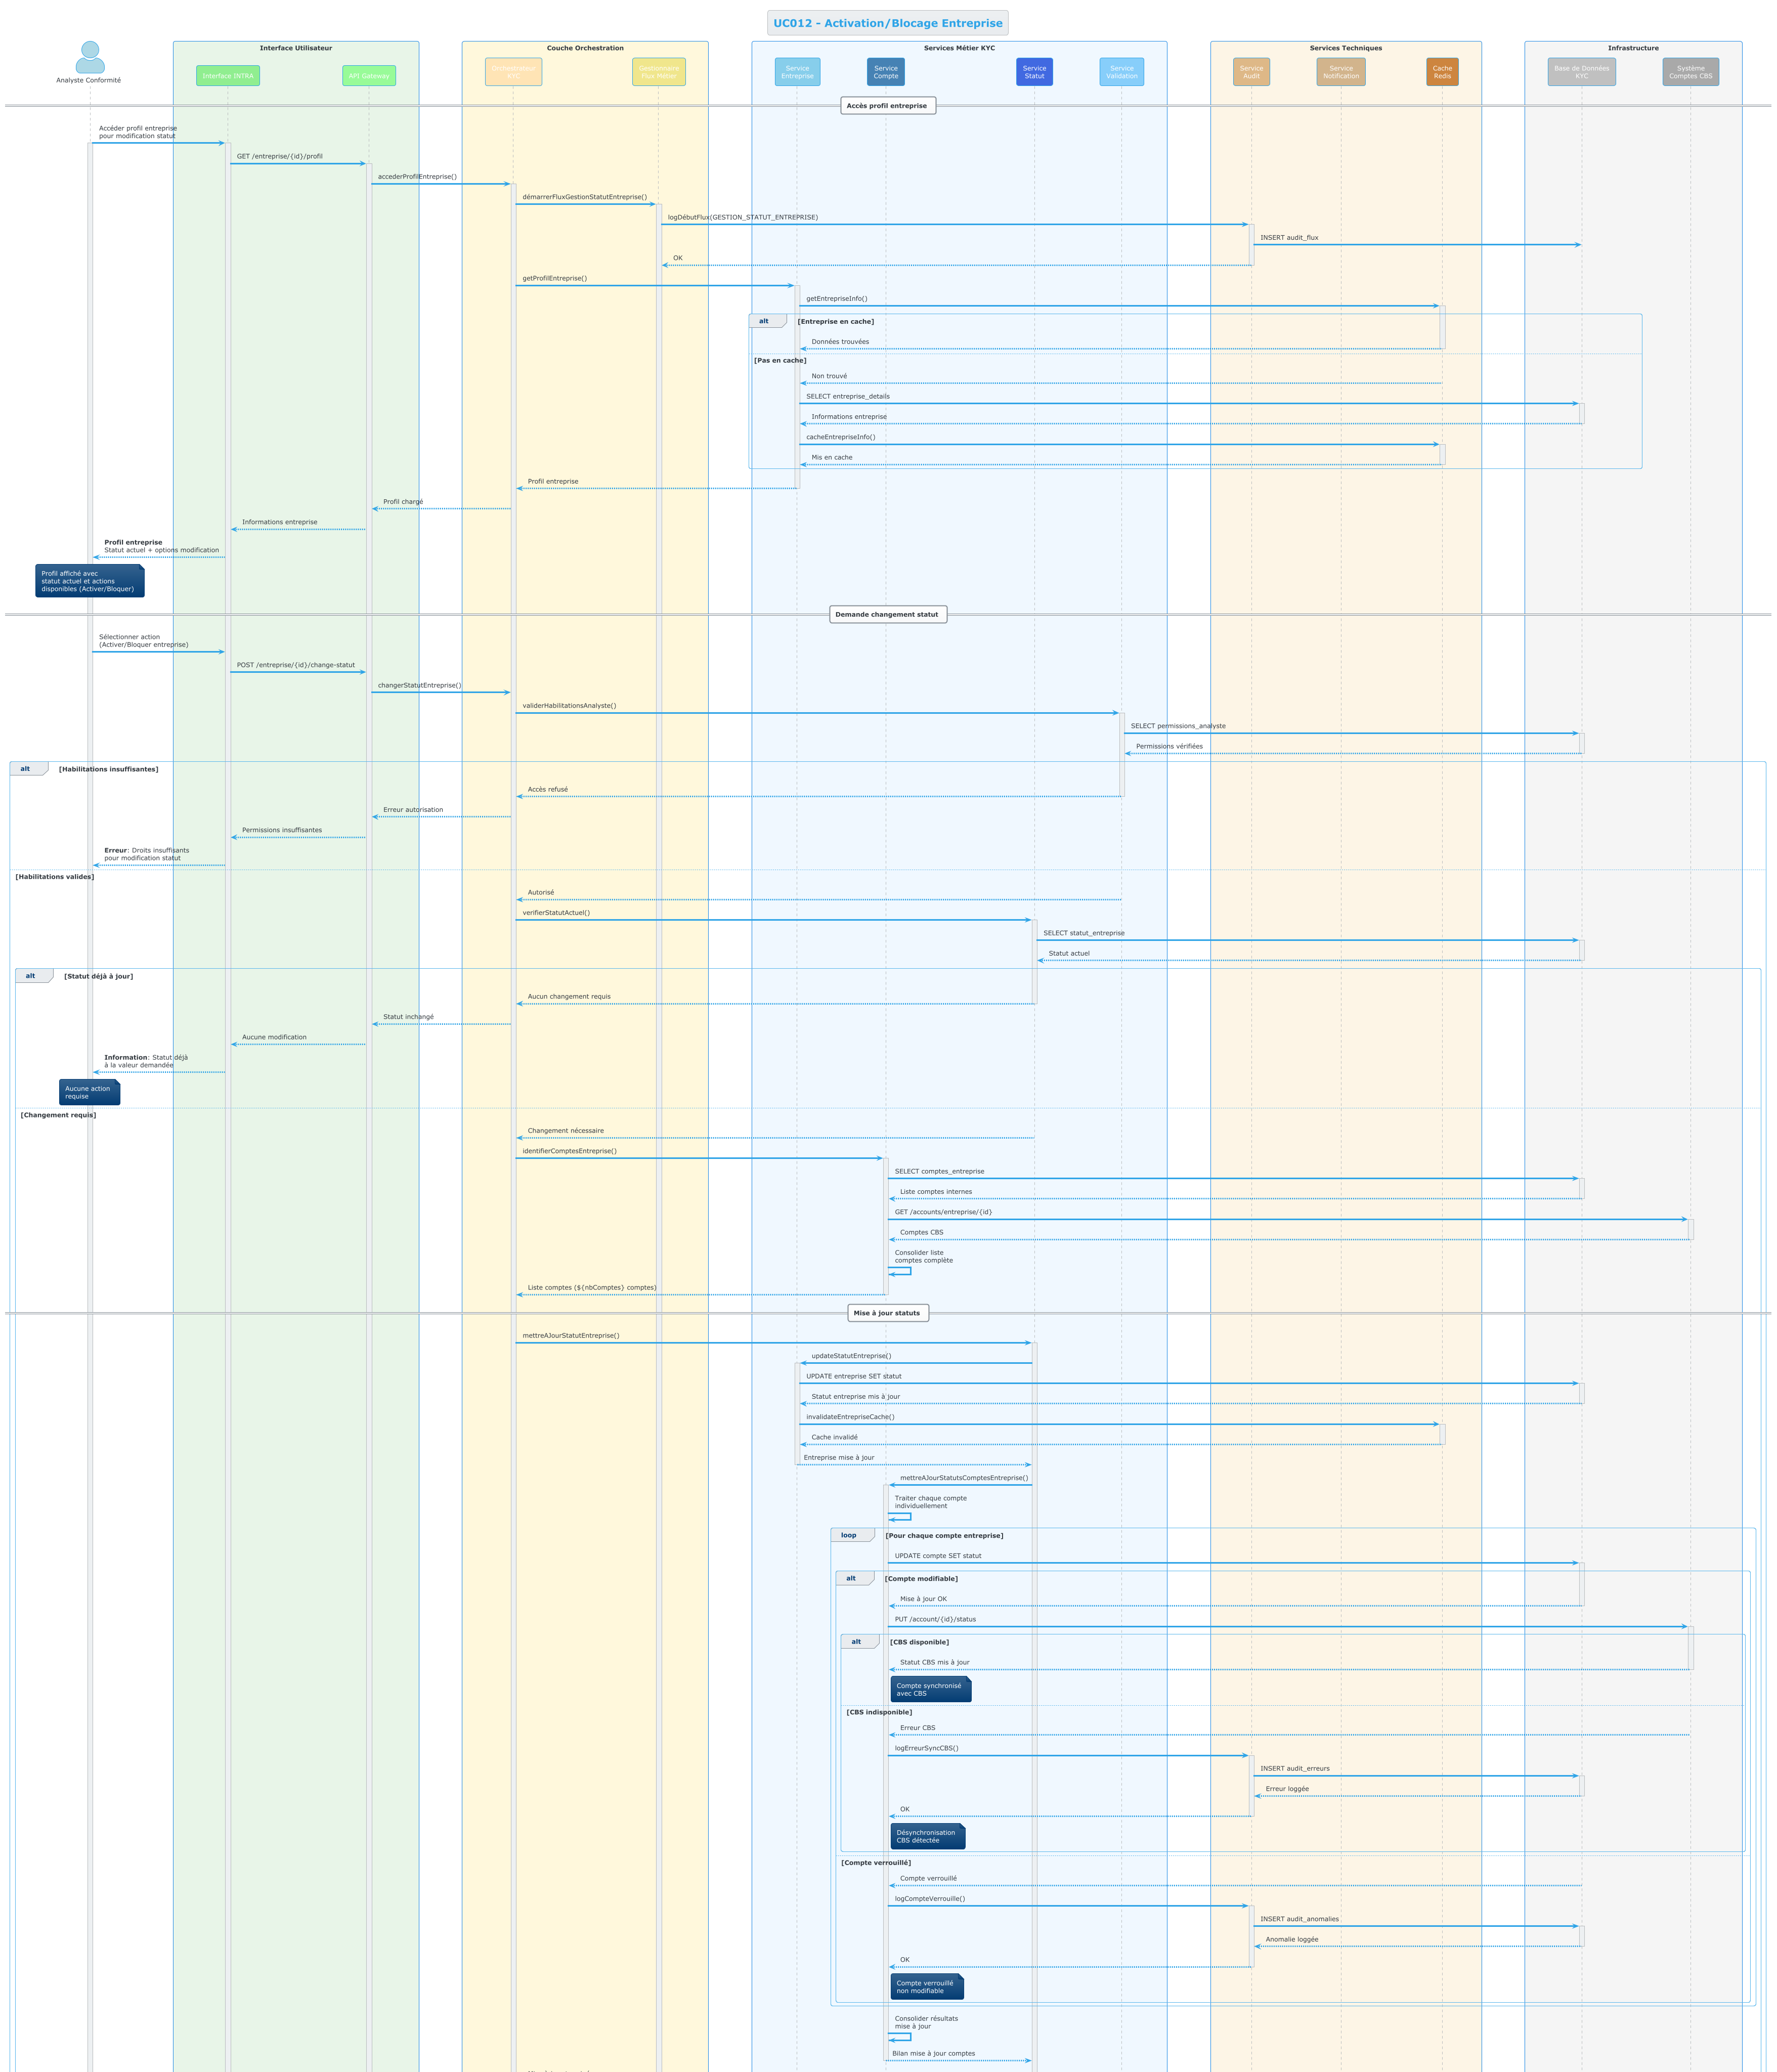 UC012 - Activation/Blocage Entreprise
Interface Utilisateur
Couche Orchestration
Services Métier KYC
Services Techniques
Infrastructure
Analyste Conformité
Interface INTRA
API Gateway
Orchestrateur
KYC
Gestionnaire
Flux Métier
Service
Entreprise
Service
Compte
Service
Statut
Service
Validation
Service
Audit
Service
Notification
Cache
Redis
Base de Données
KYC
Système
Comptes CBS
Accès profil entreprise
Accéder profil entreprise
pour modification statut
GET /entreprise/{id}/profil
accederProfilEntreprise()
démarrerFluxGestionStatutEntreprise()
logDébutFlux(GESTION_STATUT_ENTREPRISE)
INSERT audit_flux
OK
getProfilEntreprise()
getEntrepriseInfo()
alt [Entreprise en cache]
Données trouvées
[Pas en cache]
Non trouvé
SELECT entreprise_details
Informations entreprise
cacheEntrepriseInfo()
Mis en cache
Profil entreprise
Profil chargé
Informations entreprise
Profil entreprise
Statut actuel + options modification
Profil affiché avec
statut actuel et actions
disponibles (Activer/Bloquer)
Demande changement statut
Sélectionner action
(Activer/Bloquer entreprise)
POST /entreprise/{id}/change-statut
changerStatutEntreprise()
validerHabilitationsAnalyste()
SELECT permissions_analyste
Permissions vérifiées
alt [Habilitations insuffisantes]
Accès refusé
Erreur autorisation
Permissions insuffisantes
Erreur: Droits insuffisants
pour modification statut
[Habilitations valides]
Autorisé
verifierStatutActuel()
SELECT statut_entreprise
Statut actuel
alt [Statut déjà à jour]
Aucun changement requis
Statut inchangé
Aucune modification
Information: Statut déjà
à la valeur demandée
Aucune action
requise
[Changement requis]
Changement nécessaire
identifierComptesEntreprise()
SELECT comptes_entreprise
Liste comptes internes
GET /accounts/entreprise/{id}
Comptes CBS
Consolider liste
comptes complète
Liste comptes (${nbComptes} comptes)
Mise à jour statuts
mettreAJourStatutEntreprise()
updateStatutEntreprise()
UPDATE entreprise SET statut
Statut entreprise mis à jour
invalidateEntrepriseCache()
Cache invalidé
Entreprise mise à jour
mettreAJourStatutsComptesEntreprise()
Traiter chaque compte
individuellement
loop [Pour chaque compte entreprise]
UPDATE compte SET statut
alt [Compte modifiable]
Mise à jour OK
PUT /account/{id}/status
alt [CBS disponible]
Statut CBS mis à jour
Compte synchronisé
avec CBS
[CBS indisponible]
Erreur CBS
logErreurSyncCBS()
INSERT audit_erreurs
Erreur loggée
OK
Désynchronisation
CBS détectée
[Compte verrouillé]
Compte verrouillé
logCompteVerrouille()
INSERT audit_anomalies
Anomalie loggée
OK
Compte verrouillé
non modifiable
Consolider résultats
mise à jour
Bilan mise à jour comptes